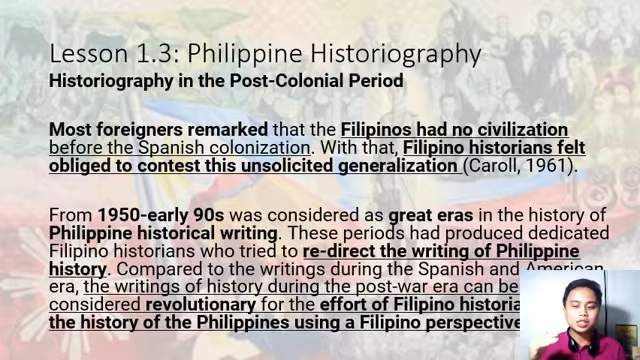 Lesson 1.3: Philippine Historiography
Historiography in the Post-Colonial Period
Most foreigners remarked that the Filipinos had no civilization
before the Spanish colonization. With that, Filipino historians felt
obliged to contest this unsolicited generalization (Caroll, 1961).
From 1950-early 90s was considered as great eras in the history of
Philippine historical writing. These periods had produced dedicated
Filipino historians who tried to re-direct the writing of Philippine
history. Compared to the writings during the Spanish and American
era, the writings of history during the post-war era can be
considered revolutionary for the effort of Filipino
the history of the Philippines using a Filipino perspective